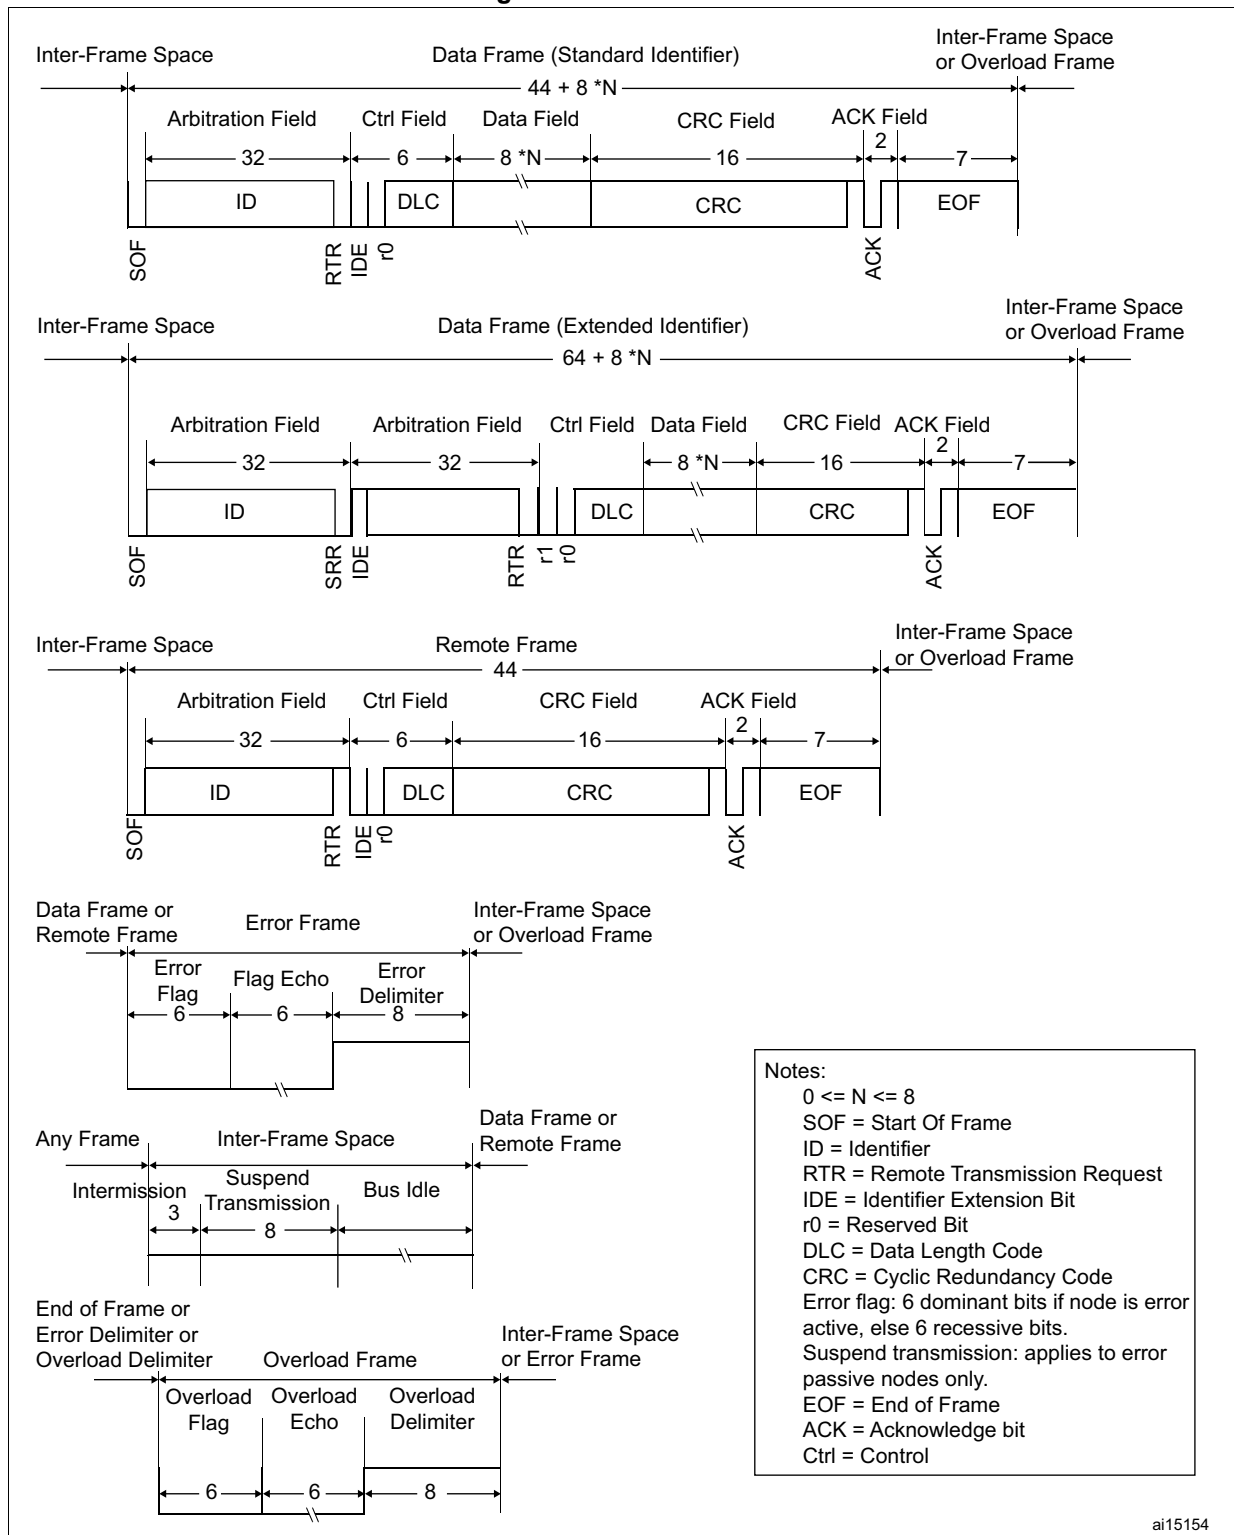 Inter-Frame Space
Data Frame (Standard Identifier)
Inter-Frame Space
or Overload Frame
44 + 8 *N
Arbitration Field
Ctrl Field
Data Field
CRC Field
ACK Field
32
6
8 *N
16
2
7
ID
DLC
CRC
EOF
SOF
RTR
IDE
r0
ACK
Inter-Frame Space
Data Frame (Extended Identifier)
Inter-Frame Space
or Overload Frame
64 + 8 *N
Arbitration Field
Arbitration Field
Ctrl Field
Data Field
CRC Field
ACK Field
32
32
8 *N
16
2
7
ID
DLC
CRC
EOF
SOF
SRR
IDE
RTR
r1
r0
ACK
Inter-Frame Space
Remote Frame
Inter-Frame Space
or Overload Frame
44
Arbitration Field
Ctrl Field
CRC Field
ACK Field
32
6
16
2
7
ID
DLC
CRC
EOF
SOF
RTR
IDE
r0
ACK
Data Frame or
Remote Frame
Error Frame
Inter-Frame Space
or Overload Frame
Error
Flag
Flag Echo
Error
Delimiter
6
6
8
Any Frame
Inter-Frame Space
Data Frame or
Remote Frame
Intermission
3
Suspend
Transmission
8
Bus Idle
End of Frame or
Error Delimiter or
Overload Delimiter
Overload Frame
Inter-Frame Space
or Error Frame
Overload
Flag
Overload
Echo
Overload
Delimiter
6
6
8
Notes:
0 <= N <= 8
SOF = Start Of Frame
ID = Identifier
RTR = Remote Transmission Request
IDE = Identifier Extension Bit
r0 = Reserved Bit
DLC = Data Length Code
CRC = Cyclic Redundancy Code
Error flag: 6 dominant bits if node is error
active, else 6 recessive bits.
Suspend transmission: applies to error
passive nodes only.
EOF = End of Frame
ACK = Acknowledge bit
Ctrl = Control
ai15154